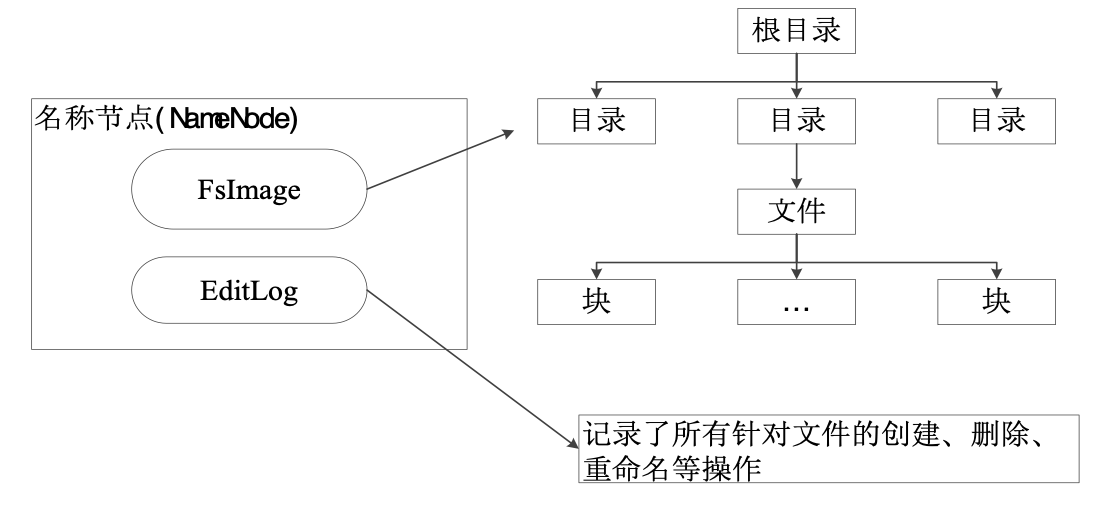 根目录
名称节点(NameNode)
目录
目录
目录
FsImage
文件
EditLog
块
...
块
记录了所有针对文件的创建、删除、
重命名等操作